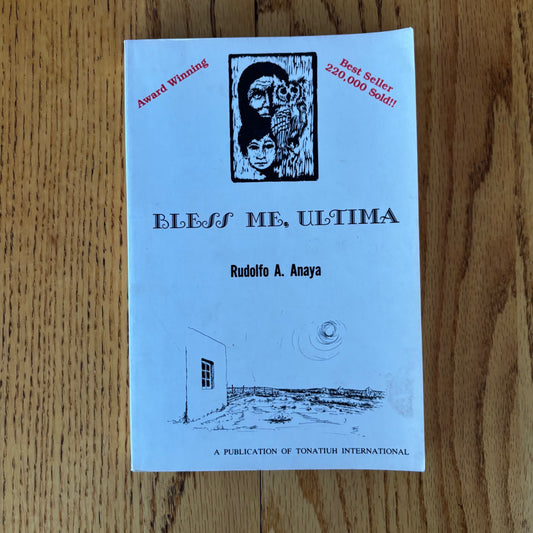 Award Winning
Best Seller
220,000 Sold!!
BLESS ME, ULTIMA
Rudolfo A. Anaya
A PUBLICATION OF TONATIUH INTERNATIONAL